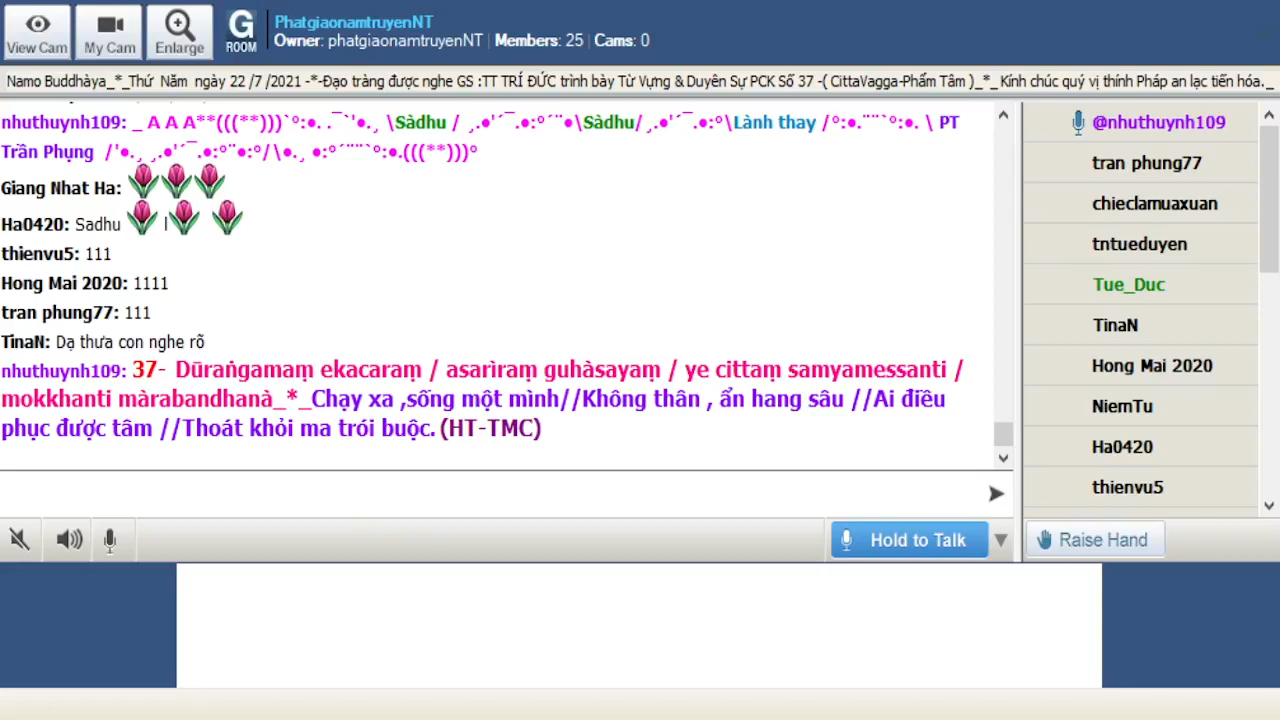 View Cam
My Cam
Enlarge
G
ROOM
PhatgiaonamtruyenNT
Owner: phatgiaonamtruyenNT | Members: 25 | Cams: 0
Namo Buddhàya_*_Thứ Năm ngày 22 /7 /2021 -*-Đạo tràng được nghe GS :TT TRÍ ĐỨC trình bày Từ Vựng & Duyên Sự PCK Số 37 -( CittaVagga-Phẩm Tâm )_*_Kính chúc quý vị thính Pháp an lạc tiến hóa._
nhuthuynh109: _ A A A**(((**)))`°:•. .¯`'•.¸ \Sàdhu / ¸.•'´¯.•:°´¨•\Sàdhu/¸.•'´¯.•:°\Lành thay /°:•.¨¨`°:•. \ PT
Trần Phụng /'•.¸ ¸.•'´¯.•:°¨•:°/\•.¸ •:°´¨¨`°:•.(((**)))°
Giang Nhat Ha:
Ha0420: Sadhu l
thienvu5: 111
Hong Mai 2020: 1111
tran phung77: 111
TinaN: Dạ thưa con nghe rõ
nhuthuynh109: 37- Dūraṅgamaṃ ekacaraṃ / asarìraṃ guhàsayaṃ / ye cittaṃ samyamessanti /
mokkhanti màrabandhanà_*_Chạy xa ,sống một mình//Không thân , ẩn hang sâu //Ai điều
phục được tâm //Thoát khỏi ma trói buộc. (HT-TMC)
@nhuthuynh109
tran phung77
chieclamuaxuan
tntueduyen
Tue_Duc
TinaN
Hong Mai 2020
NiemTu
Ha0420
thienvu5
Hold to Talk
Raise Hand